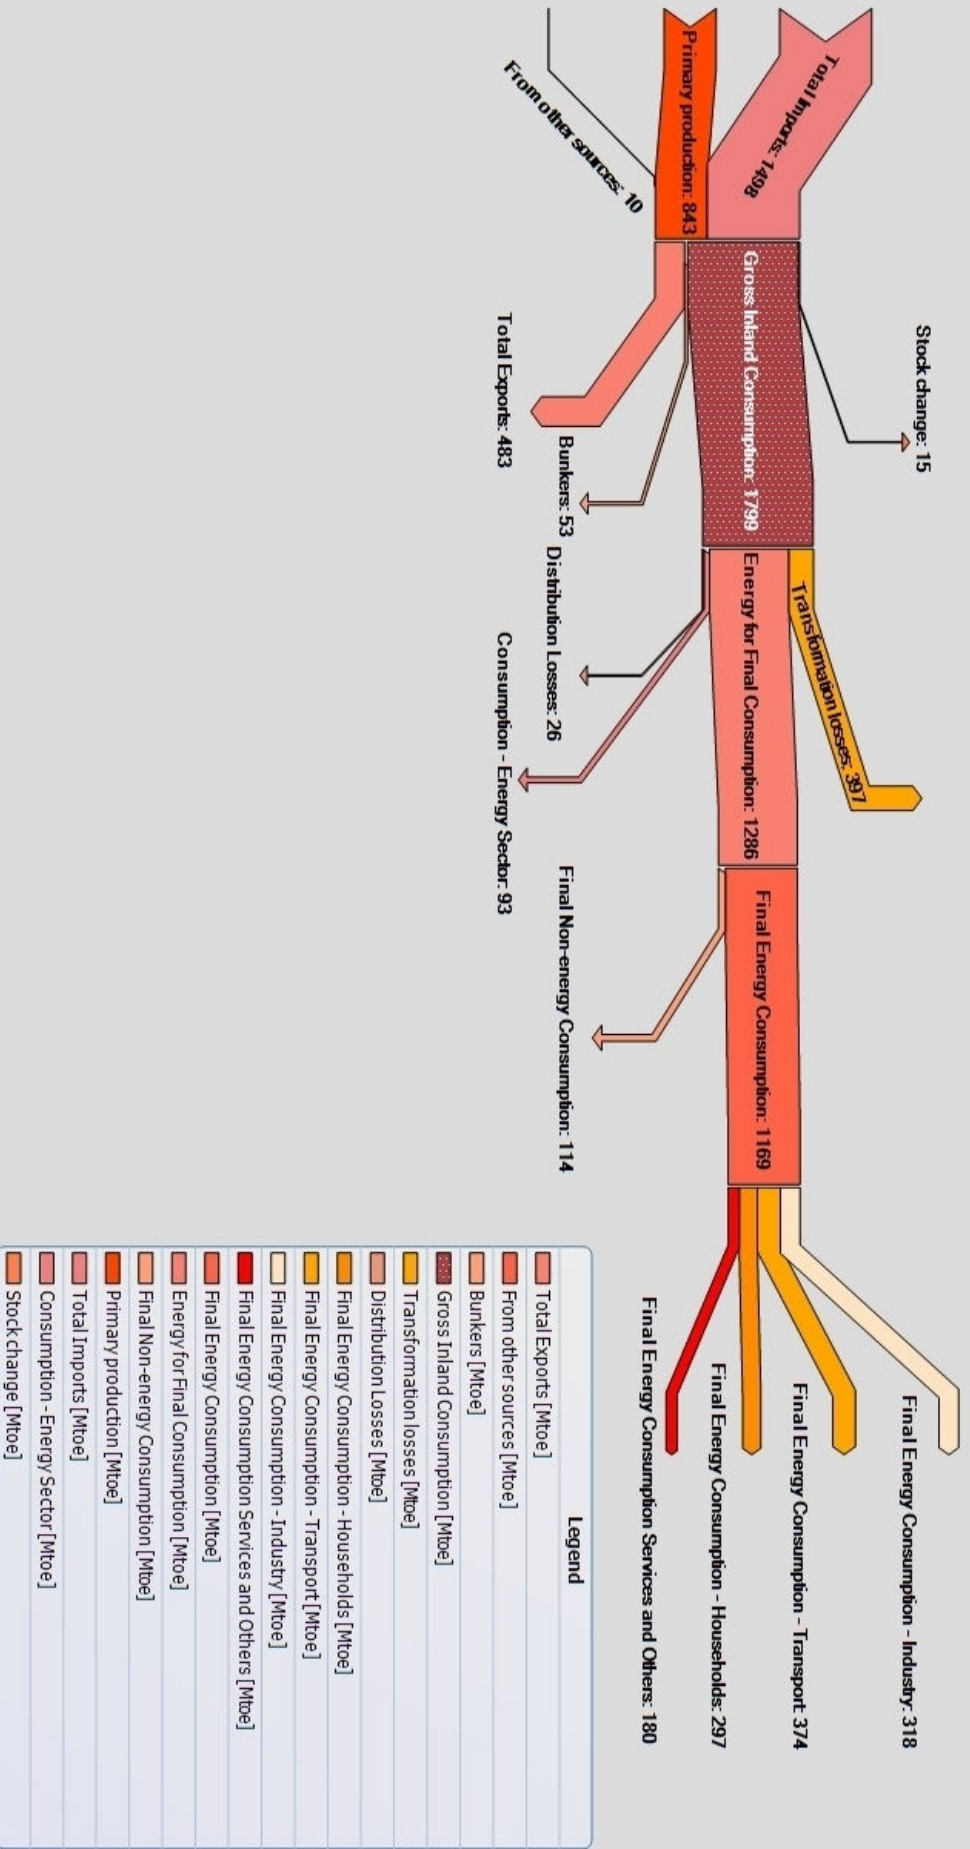 Total Imports: 1498
Primary production: 843
From other sources: 10
Stock change: 15
Gross Inland Consumption: 1799
Total Exports: 483
Bunkers: 53
Transformation losses: 397
Energy for Final Consumption: 1286
Distribution Losses: 26
Consumption - Energy Sector: 93
Final Energy Consumption: 1169
Final Non-energy Consumption: 114
Final Energy Consumption - Industry: 318
Final Energy Consumption - Transport: 374
Final Energy Consumption - Households: 297
Final Energy Consumption Services and Others: 180
Legend
Total Exports [Mtoe]
From other sources [Mtoe]
Bunkers [Mtoe]
Gross Inland Consumption [Mtoe]
Transformation losses [Mtoe]
Distribution Losses [Mtoe]
Final Energy Consumption - Households [Mtoe]
Final Energy Consumption - Transport [Mtoe]
Final Energy Consumption - Industry [Mtoe]
Final Energy Consumption Services and Others [Mtoe]
Final Energy Consumption [Mtoe]
Energy for Final Consumption [Mtoe]
Final Non-energy Consumption [Mtoe]
Primary production [Mtoe]
Total Imports [Mtoe]
Consumption - Energy Sector [Mtoe]
Stock change [Mtoe]